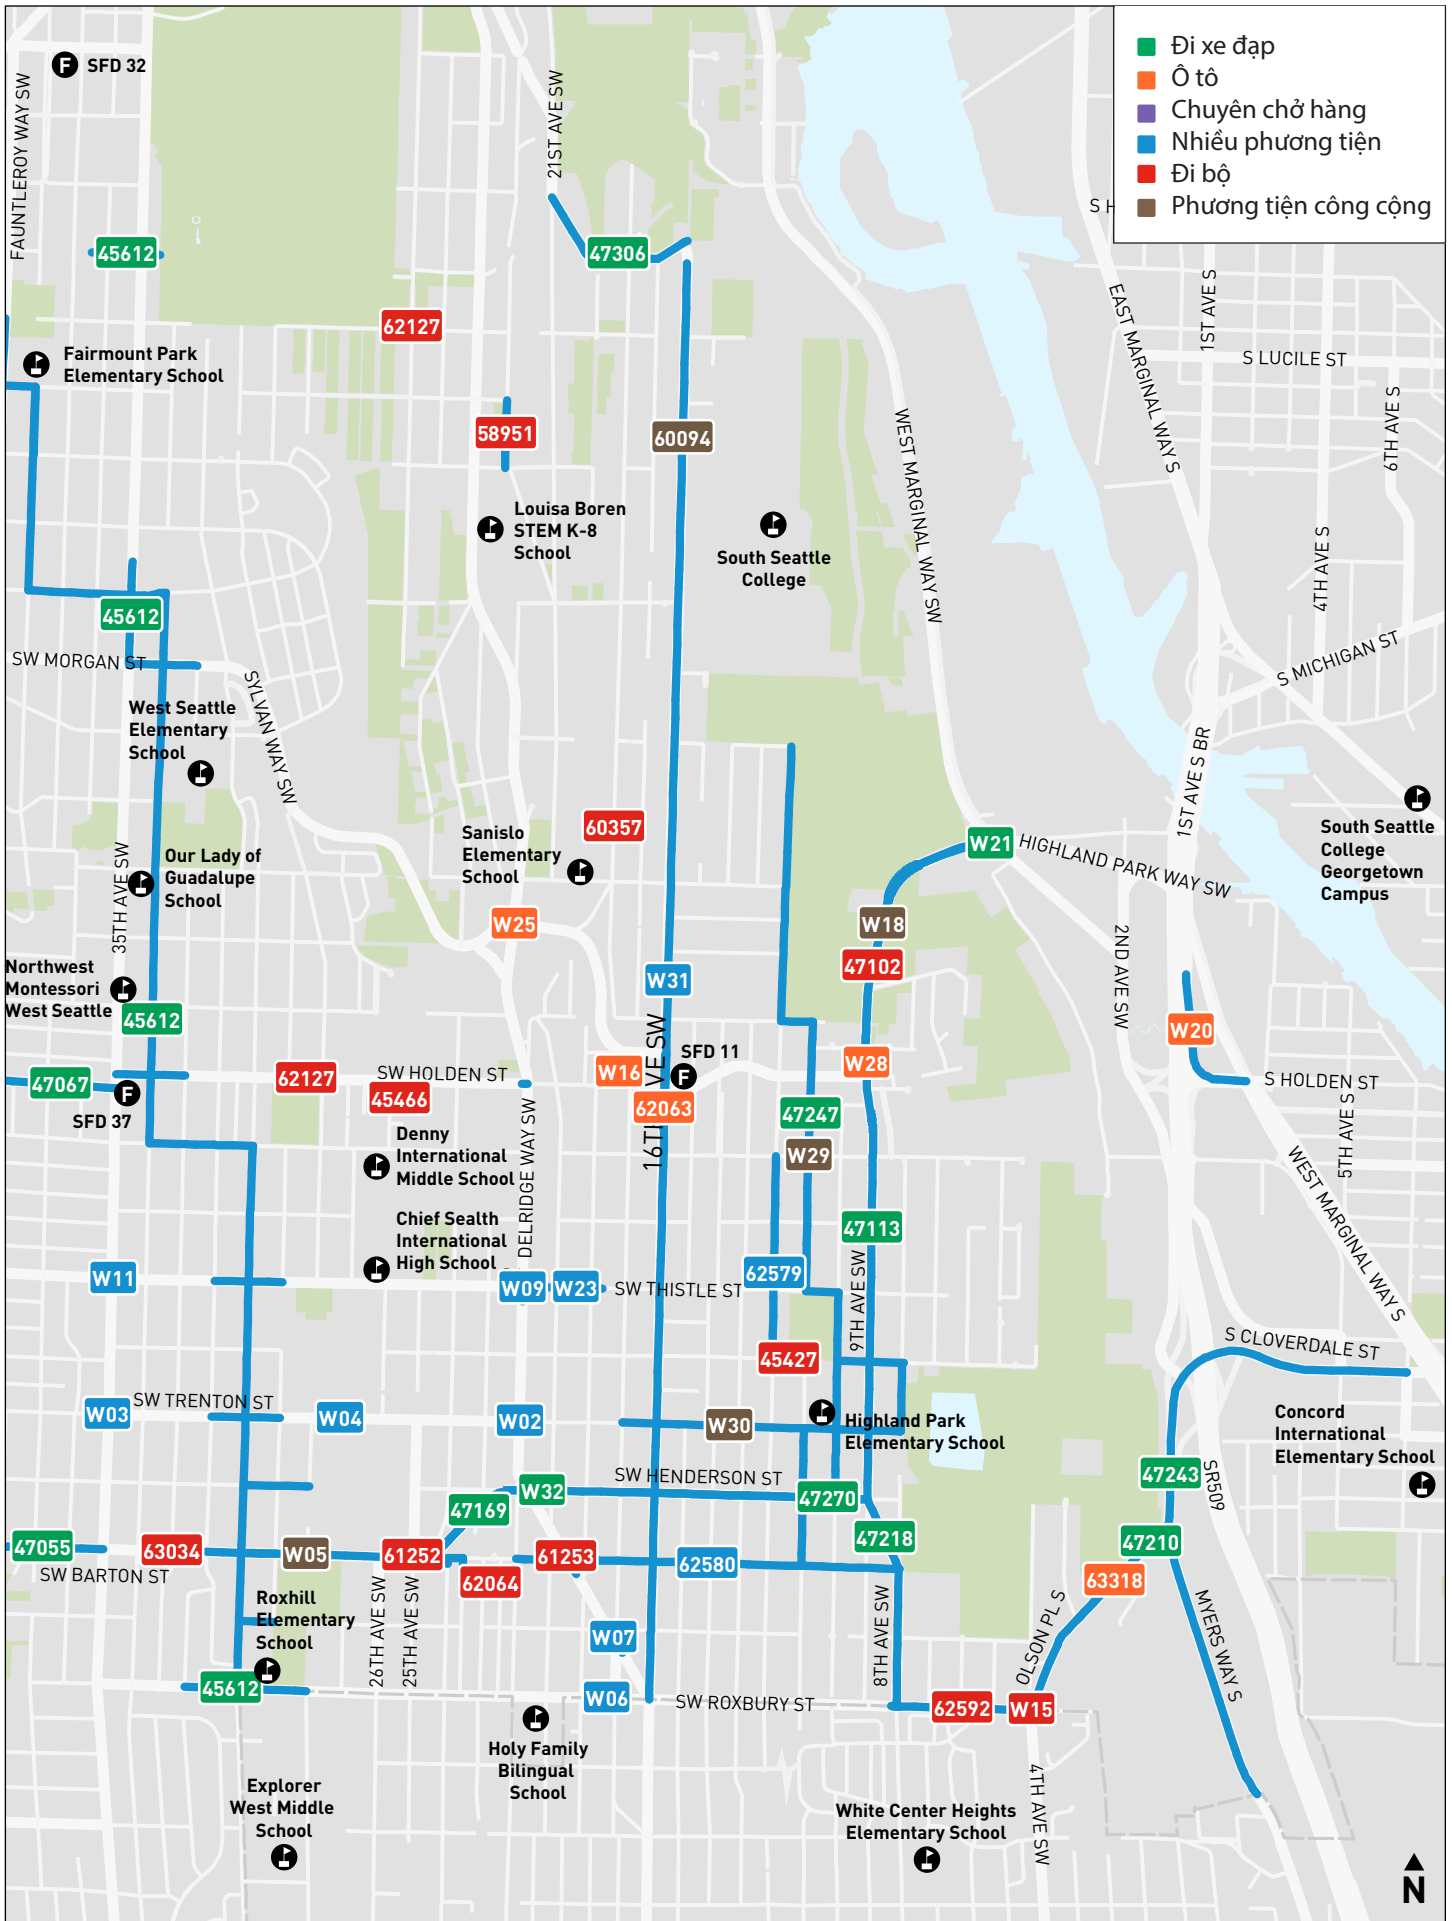 Đi xe đạp
Ô tô
Chuyên chở hàng
Nhiều phương tiện
Đi bộ
Phương tiện công cộng
SFD 32
FAUNTLEROY WAY SW
21ST AVE SW
S H
45612
47306
62127
Fairmount Park
Elementary School
EAST MARGINAL WAY S
1ST AVE S
S LUCILE ST
6TH AVE S
58951
60094
WEST MARGINAL WAY SW
Louisa Boren
STEM K-8
School
South Seattle
College
4TH AVE S
45612
SW MORGAN ST
S MICHIGAN ST
SYLVAN WAY SW
West Seattle
Elementary
School
1ST AVE S BR
60357
Sanislo
Elementary
School
W21
HIGHLAND PARK WAY SW
South Seattle
College
Georgetown
Campus
Our Lady of
Guadalupe
School
35TH AVE SW
W25
W18
47102
2ND AVE SW
Northwest
Montessori
West Seattle
45612
W31
W20
16TH AVE SW
SFD 11
W16
W28
47067
SFD 37
62127
SW HOLDEN ST
45466
62063
47247
S HOLDEN ST
5TH AVE S
Denny
International
Middle School
DELRIDGE WAY SW
W29
WEST MARGINAL WAY S
Chief Sealth
International
High School
47113
W11
W09
W23
SW THISTLE ST
62579
9TH AVE SW
45427
S CLOVERDALE ST
W03
SW TRENTON ST
W04
W02
W30
Highland Park
Elementary School
Concord
International
Elementary School
47243
SR509
SW HENDERSON ST
W32
47169
47270
47218
47210
47055
63034
W05
61252
61253
62580
SW BARTON ST
62064
63318
Roxhill
Elementary
School
26TH AVE SW
25TH AVE SW
8TH AVE SW
OLSON PL S
MYERS WAY S
W07
45612
W06
SW ROXBURY ST
62592
W15
Holy Family
Bilingual
School
Explorer
West Middle
School
White Center Heights
Elementary School
4TH AVE SW
N